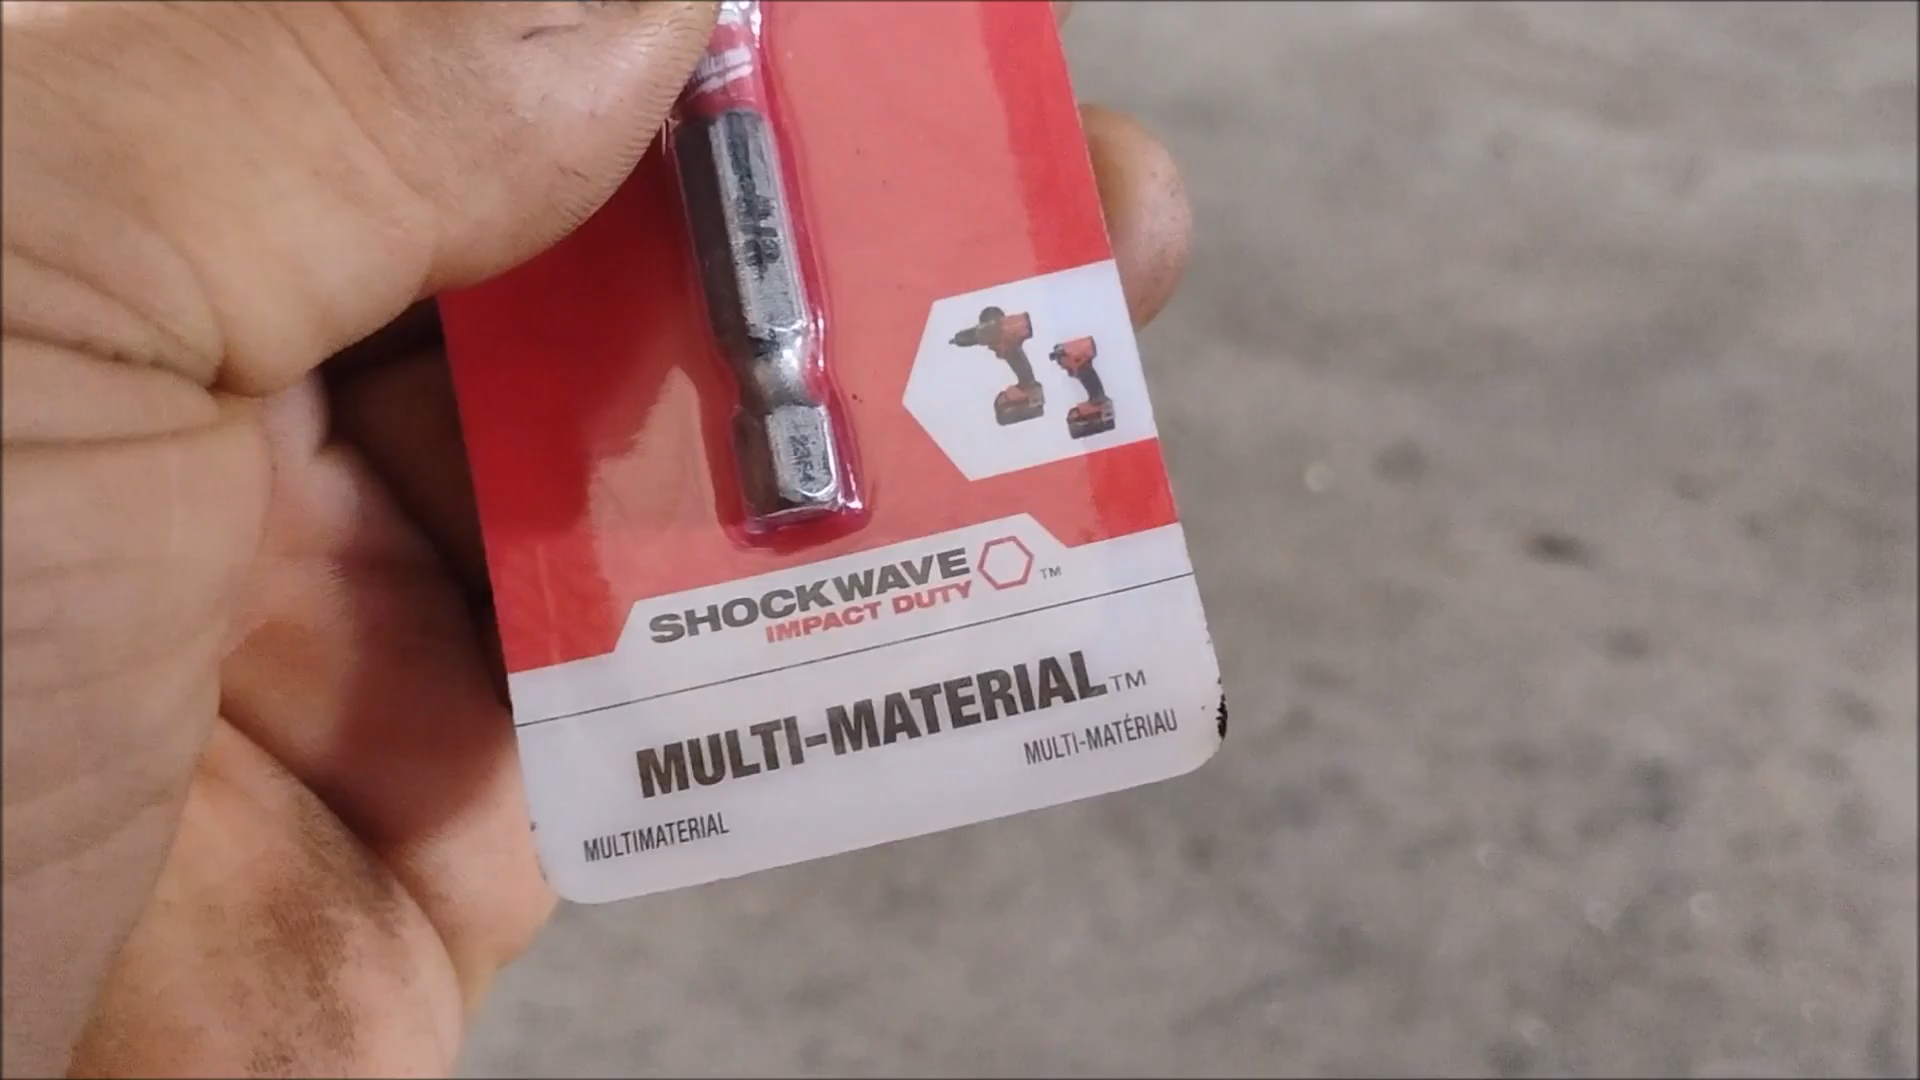 SHOCKWAVE ™
IMPACT DUTY
MULTI-MATERIAL™
MULTI-MATÉRIAU
MULTIMATERIAL